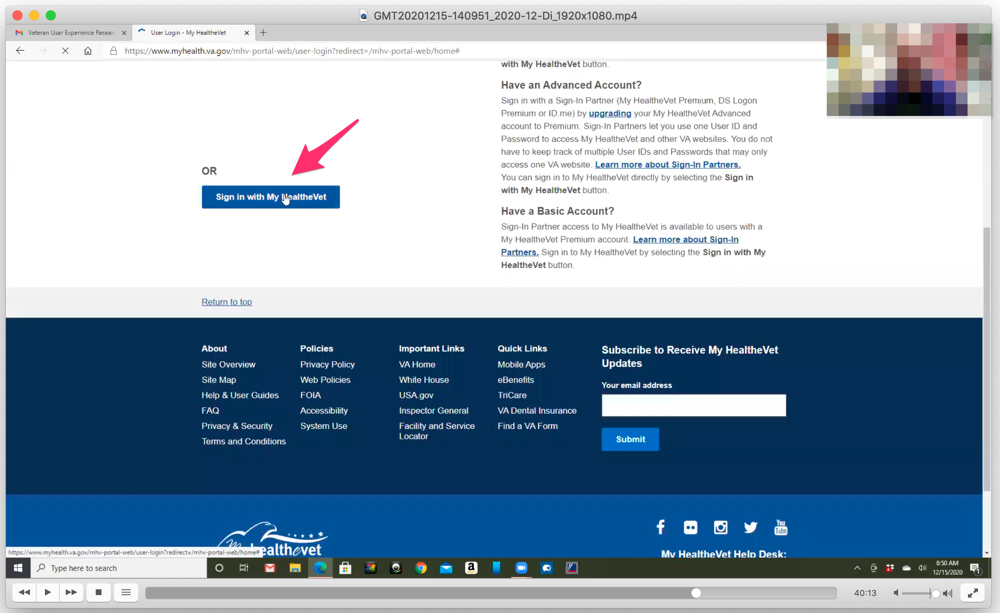 GMT20201215-140951_2020-12-Di_1920x1080.mp4
Veteran User Experience Researc
User Login - My HealtheVet
https://www.myhealth.va.gov/mhv-portal-web/user-login?redirect=/mhv-portal-web/home#
with My HealtheVet button.
Have an Advanced Account?
Sign in with a Sign-In Partner (My HealtheVet Premium, DS Logon
Premium or ID.me) by upgrading your My HealtheVet Advanced
account to Premium. Sign-In Partners let you use one User ID and
Password to access My HealtheVet and other VA websites. You do not
have to keep track of multiple User IDs and Passwords that may only
access one VA website. Learn more about Sign-In Partners.
You can sign in to My HealtheVet directly by selecting the Sign in
with My HealtheVet button.
OR
Sign in with My HealtheVet
Have a Basic Account?
Sign-In Partner access to My HealtheVet is available to users with a
My HealtheVet Premium account. Learn more about Sign-In
Partners. Sign in to My HealtheVet by selecting the Sign in with My
HealtheVet button.
Return to top
About
Site Overview
Site Map
Help & User Guides
FAQ
Privacy & Security
Terms and Conditions
Policies
Privacy Policy
Web Policies
FOIA
Accessibility
System Use
Important Links
VA Home
White House
USA.gov
Inspector General
Facility and Service
Locator
Quick Links
Mobile Apps
eBenefits
TriCare
VA Dental Insurance
Find a VA Form
Subscribe to Receive My HealtheVet
Updates
Your email address
Submit
You
Tube
My healthevet
My HealtheVet Help Desk:
https://www.myhealth.va.gov/mhv-portal-web/user-login?redirect=/mhv-portal-web/home#
Type here to search
8:50 AM
12/15/2020
40:13